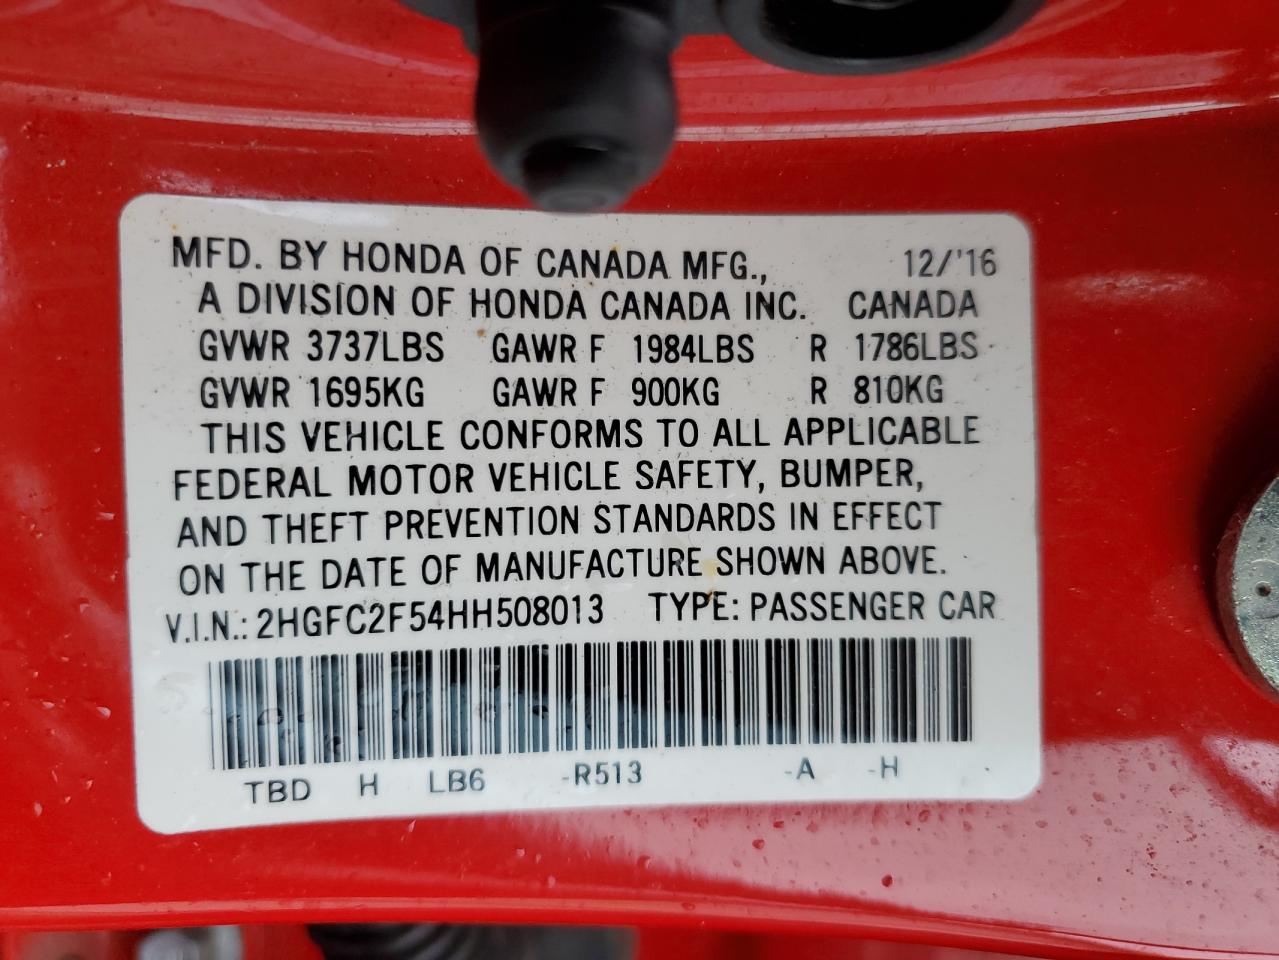 MFD. BY HONDA OF CANADA MFG., 12/'16
A DIVISION OF HONDA CANADA INC. CANADA
GVWR 3737LBS GAWR F 1984LBS R 1786LBS
GVWR 1695KG GAWR F 900KG R 810KG
THIS VEHICLE CONFORMS TO ALL APPLICABLE
FEDERAL MOTOR VEHICLE SAFETY, BUMPER,
AND THEFT PREVENTION STANDARDS IN EFFECT
ON THE DATE OF MANUFACTURE SHOWN ABOVE.
V.I.N.: 2HGFC2F54HH508013 TYPE: PASSENGER CAR
TBD H LB6 -R513 -A -H